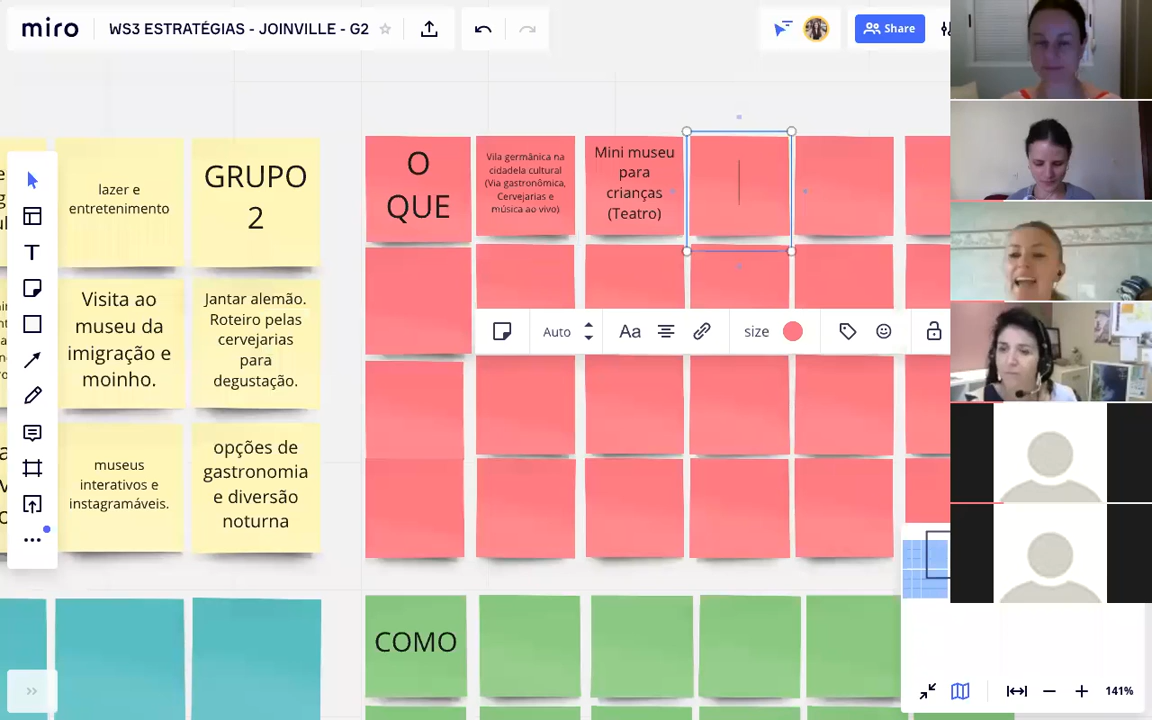 miro
WS3 ESTRATÉGIAS - JOINVILLE - G2
Share
lazer e
entretenimento
GRUPO
2
Visita ao
museu da
imigração e
moinho.
Jantar alemão.
Roteiro pelas
cervejarias
para
degustação.
museus
interativos e
instagramáveis.
opções de
gastronomia
e diversão
noturna
O
QUE
Vila germânica na
cidadela cultural
(Via gastronômica,
Cervejarias e
música ao vivo)
Mini museu
para
crianças
(Teatro)
Auto
Aa
size
COMO
141%